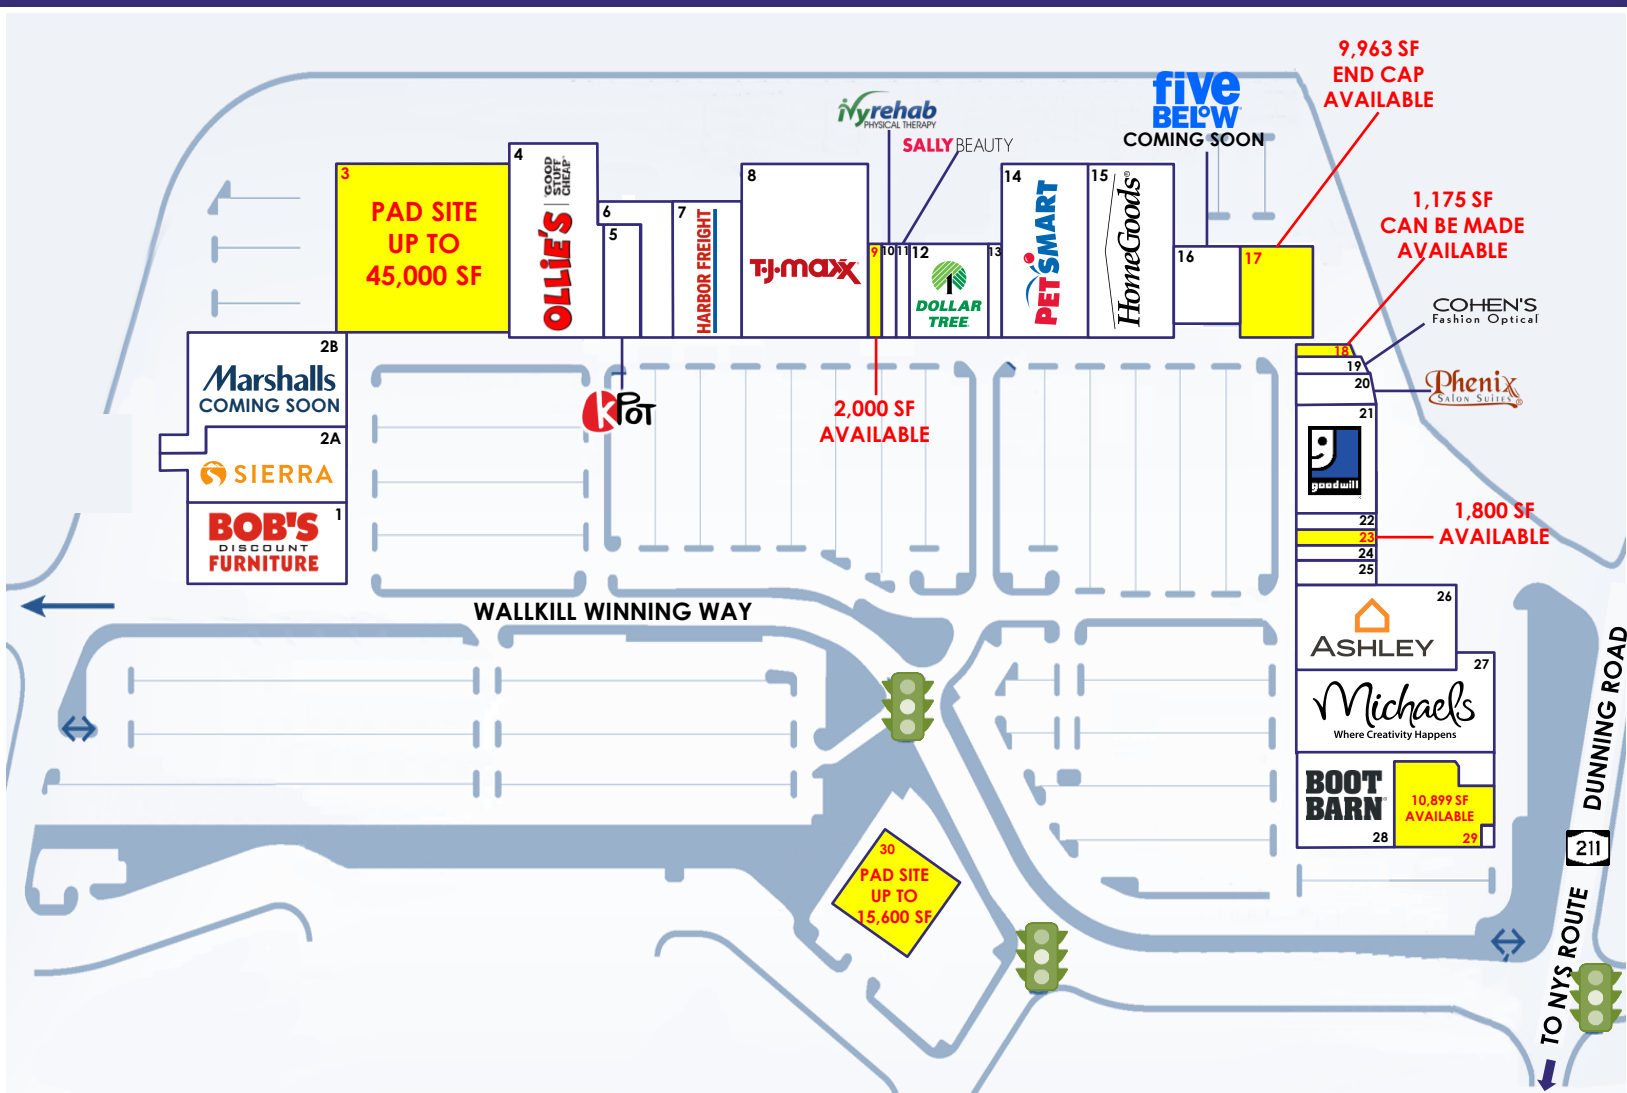 9,963 SF
END CAP
AVAILABLE
five
BELOW
COMING SOON
ivyrehab
PHYSICAL THERAPY
SALLYBEAUTY
1,175 SF
CAN BE MADE
AVAILABLE
3
PAD SITE
UP TO
45,000 SF
4
OLLiE'S
GOOD
STUFF
CHEAP
6
5
7
HARBOR FREIGHT
8
T·J·maxx
9
10
11
12
DOLLAR
TREE
13
14
PETSMART
15
HomeGoods
16
17
COHEN'S
Fashion Optical
18
19
20
Phenix
SALON SUITES
21
goodwill
2B
Marshalls
COMING SOON
2A
SIERRA
1
BOB'S
DISCOUNT
FURNITURE
KPOT
2,000 SF
AVAILABLE
22
23
24
25
1,800 SF
AVAILABLE
WALLKILL WINNING WAY
26
ASHLEY
27
Michaels
Where Creativity Happens
BOOT
BARN
28
10,899 SF
AVAILABLE
29
30
PAD SITE
UP TO
15,600 SF
DUNNING ROAD
211
TO NYS ROUTE